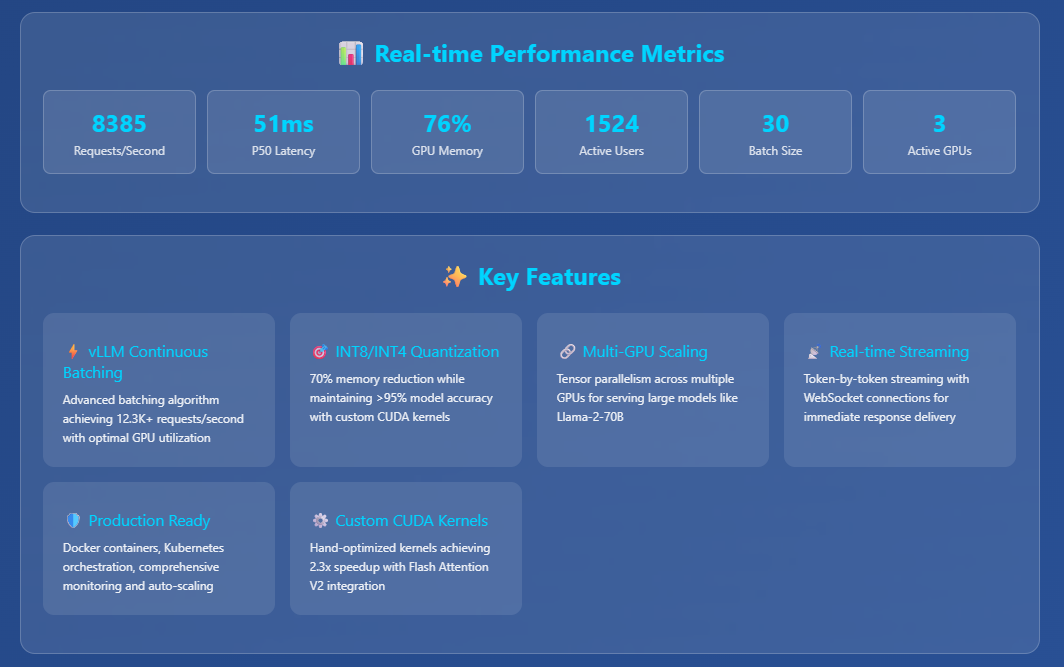 📊 Real-time Performance Metrics
8385
Requests/Second
51ms
P50 Latency
76%
GPU Memory
1524
Active Users
30
Batch Size
3
Active GPUs
✨ Key Features
⚡ vLLM Continuous
Batching
Advanced batching algorithm
achieving 12.3K+ requests/second
with optimal GPU utilization
🎯 INT8/INT4 Quantization
70% memory reduction while
maintaining >95% model accuracy
with custom CUDA kernels
🔗 Multi-GPU Scaling
Tensor parallelism across multiple
GPUs for serving large models like
Llama-2-70B
📡 Real-time Streaming
Token-by-token streaming with
WebSocket connections for
immediate response delivery
🛡️ Production Ready
Docker containers, Kubernetes
orchestration, comprehensive
monitoring and auto-scaling
⚙️ Custom CUDA Kernels
Hand-optimized kernels achieving
2.3x speedup with Flash Attention
V2 integration